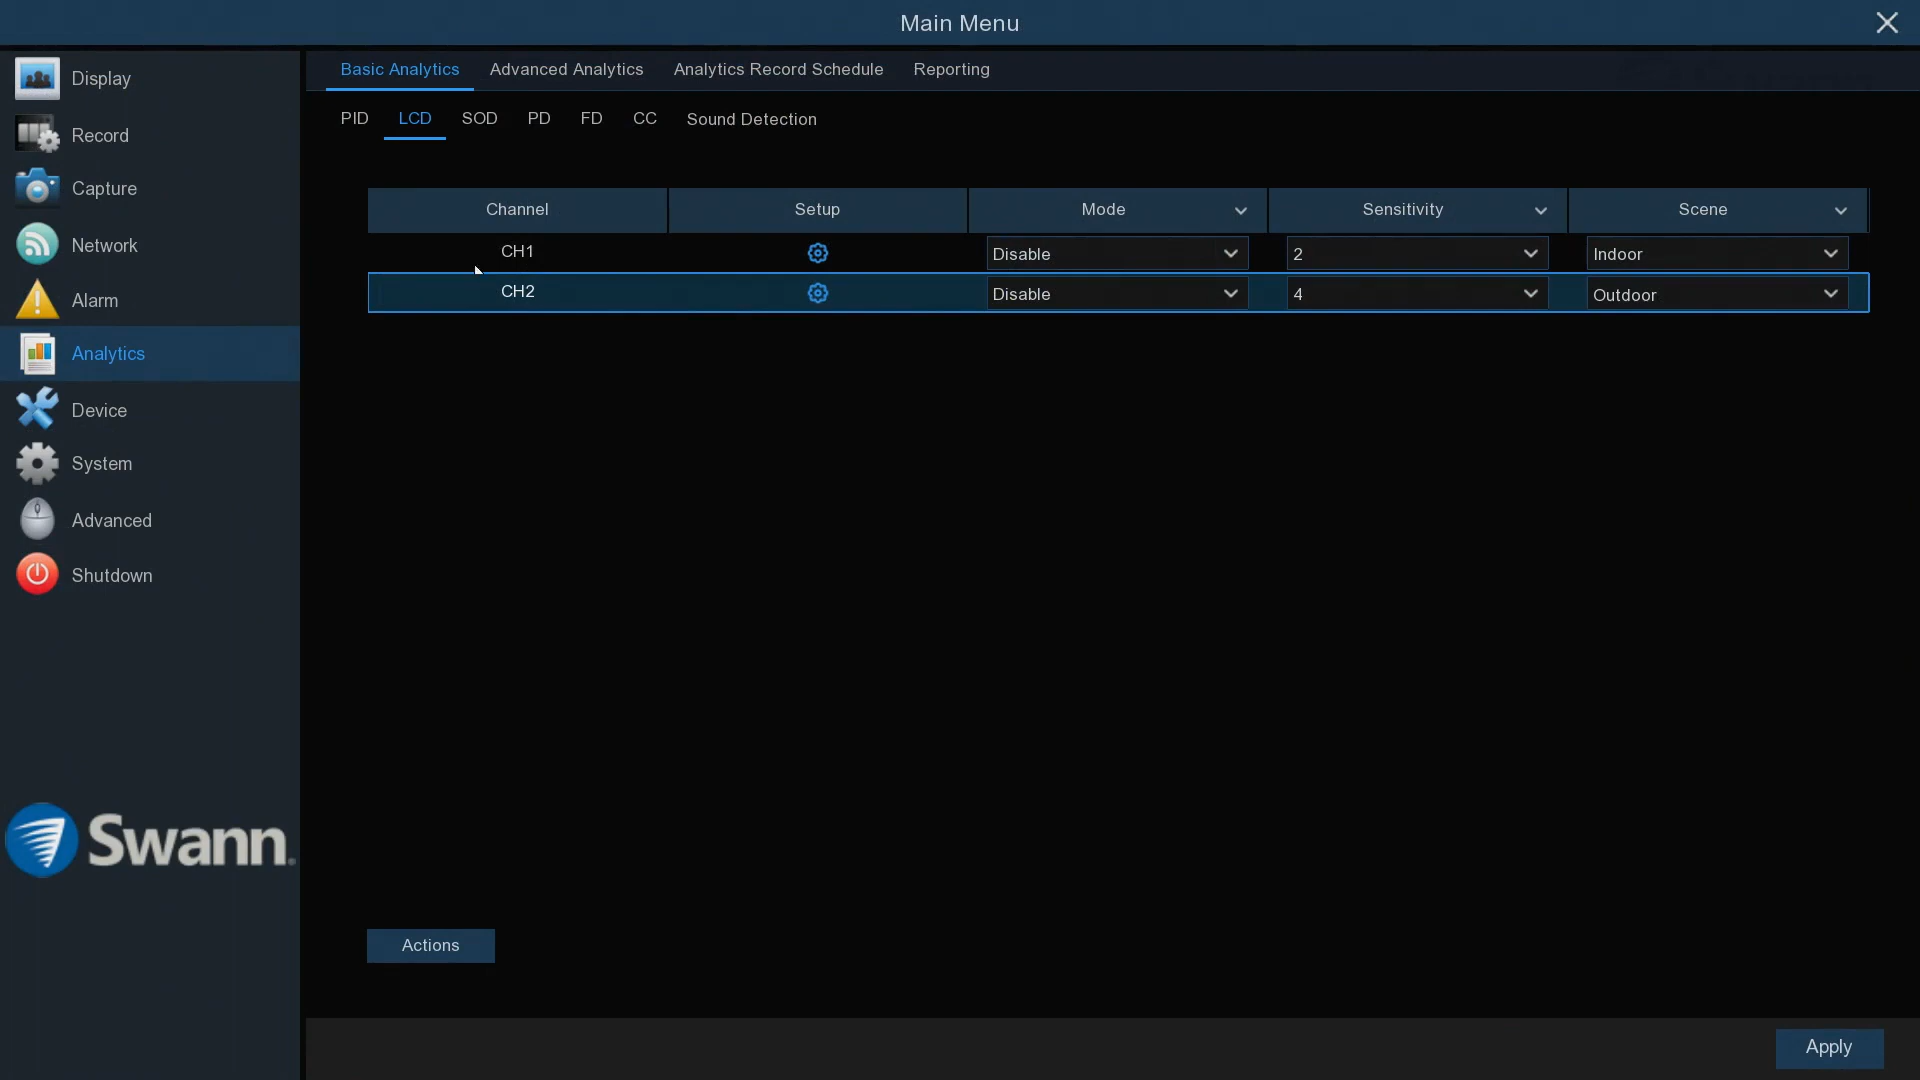 Main Menu
Display
Record
Capture
Network
Alarm
Analytics
Device
System
Advanced
Shutdown
Swann
Basic Analytics Advanced Analytics Analytics Record Schedule Reporting
PID LCD SOD PD FD CC Sound Detection
Channel Setup Mode Sensitivity Scene
CH1 Disable 2 Indoor
CH2 Disable 4 Outdoor
Actions
Apply